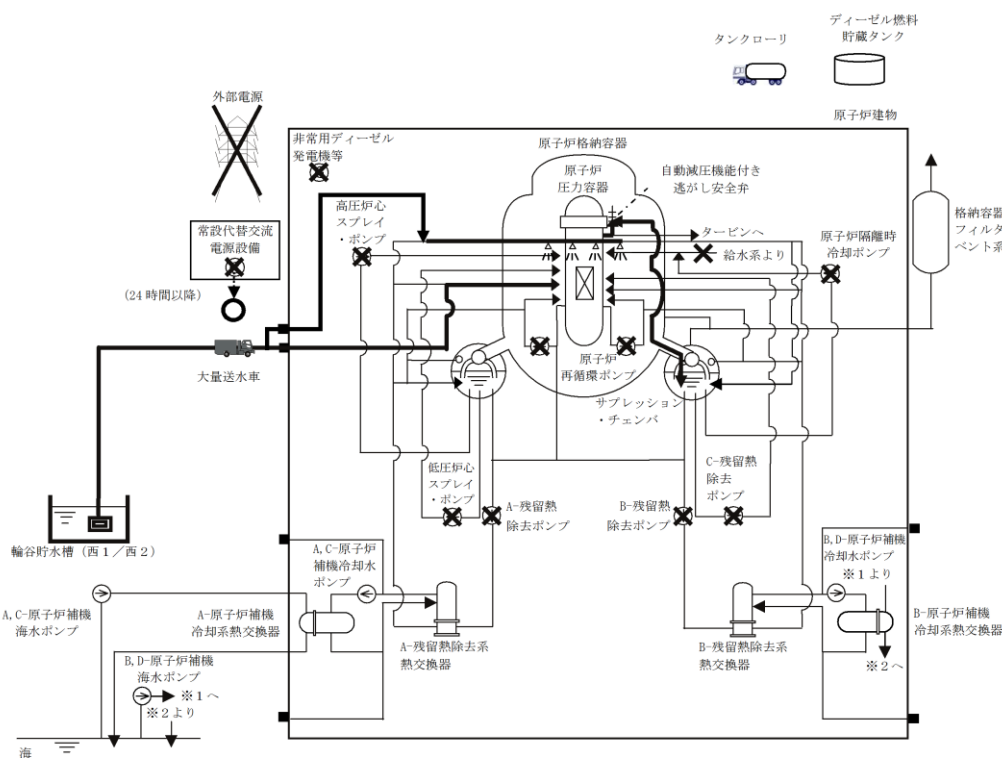 ディーゼル燃料
貯蔵タンク
タンクローリ
外部電源
原子炉建物
非常用ディーゼル
発電機等
原子炉格納容器
原子炉
圧力容器
自動減圧機能付き
逃がし安全弁
高圧炉心
スプレイ
・ポンプ
タービンへ
給水系より
原子炉隔離時
冷却ポンプ
格納容器
フィルタ
ベント系
常設代替交流
電源設備
(24時間以降)
大量送水車
原子炉
再循環ポンプ
サプレッション
・チェンバ
低圧炉心
スプレイ
・ポンプ
A-残留熱
除去ポンプ
B-残留熱
除去ポンプ
C-残留熱
除去
ポンプ
輪谷貯水槽(西1/西2)
A,C-原子炉
補機冷却水
ポンプ
B,D-原子炉補機
冷却水ポンプ
※1より
A,C-原子炉補機
海水ポンプ
A-原子炉補機
冷却系熱交換器
A-残留熱除去系
熱交換器
B-残留熱除去系
熱交換器
B-原子炉補機
冷却系熱交換器
※2へ
B,D-原子炉補機
海水ポンプ
※1へ
※2より
海